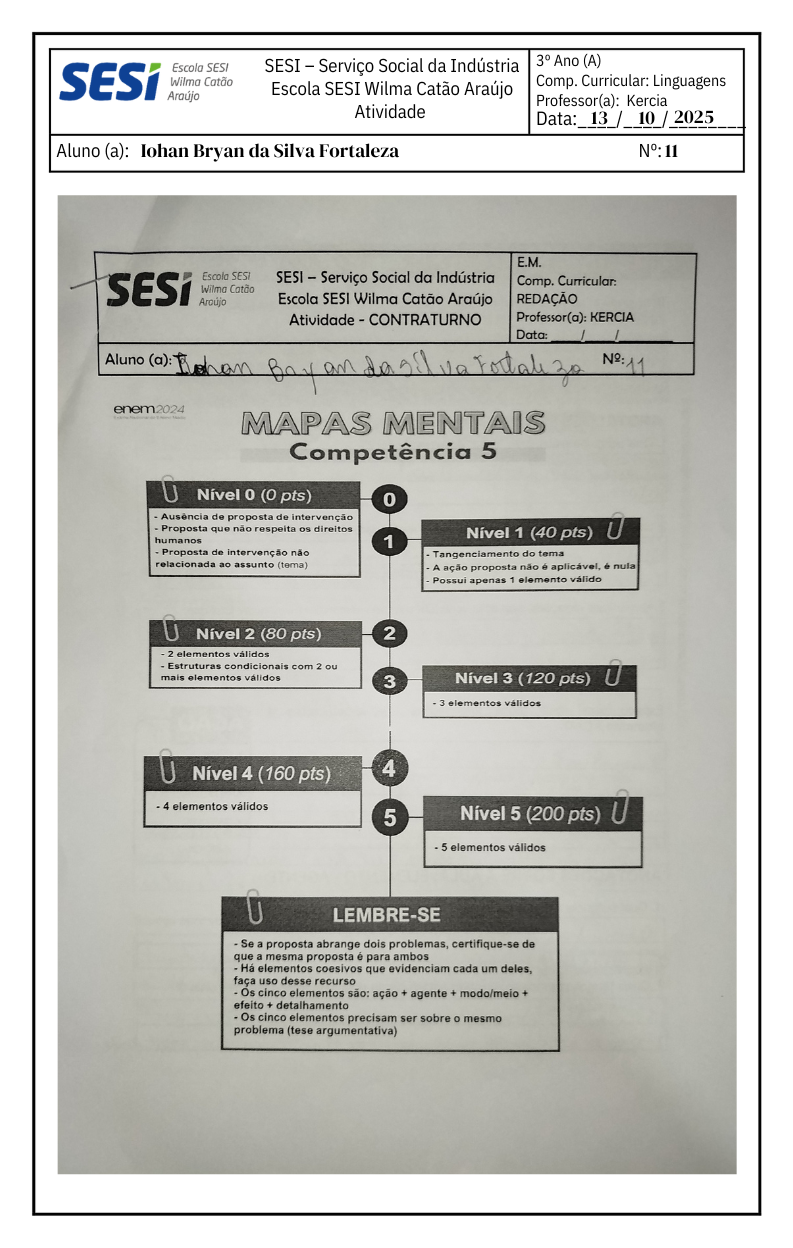 SESI Escola SESI
Wilma Catão
Araújo
SESI – Serviço Social da Indústria
Escola SESI Wilma Catão Araújo
Atividade
3º Ano (A)
Comp. Curricular: Linguagens
Professor(a): Kercia
Data:_13_/_10_/_2025
Aluno (a): Iohan Bryan da Silva Fortaleza Nº: 11
SESI Escola SESI
Wilma Catão
Araújo
SESI – Serviço Social da Indústria
Escola SESI Wilma Catão Araújo
Atividade - CONTRATURNO
E.M.
Comp. Curricular:
REDAÇÃO
Professor(a): KERCIA
Data: ____/____/________
Aluno (a): Iohan Bryan da Silva Fortaleza Nº: 11
enem2024
MAPAS MENTAIS
Competência 5
Nível 0 (0 pts)
- Ausência de proposta de intervenção
- Proposta que não respeita os direitos
humanos
- Proposta de intervenção não
relacionada ao assunto (tema)
0
1
Nível 1 (40 pts)
- Tangenciamento do tema
- A ação proposta não é aplicável, é nula
- Possui apenas 1 elemento válido
Nível 2 (80 pts)
- 2 elementos válidos
- Estruturas condicionais com 2 ou
mais elementos válidos
2
3
Nível 3 (120 pts)
- 3 elementos válidos
Nível 4 (160 pts)
- 4 elementos válidos
4
5
Nível 5 (200 pts)
- 5 elementos válidos
LEMBRE-SE
- Se a proposta abrange dois problemas, certifique-se de
que a mesma proposta é para ambos
- Há elementos coesivos que evidenciam cada um deles,
faça uso desse recurso
- Os cinco elementos são: ação + agente + modo/meio +
efeito + detalhamento
- Os cinco elementos precisam ser sobre o mesmo
problema (tese argumentativa)